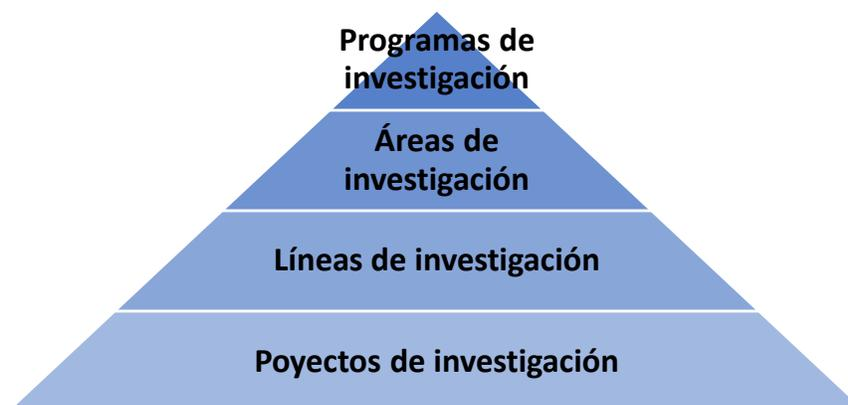 Programas de
investigación
Áreas de
investigación
Líneas de investigación
Poyectos de investigación